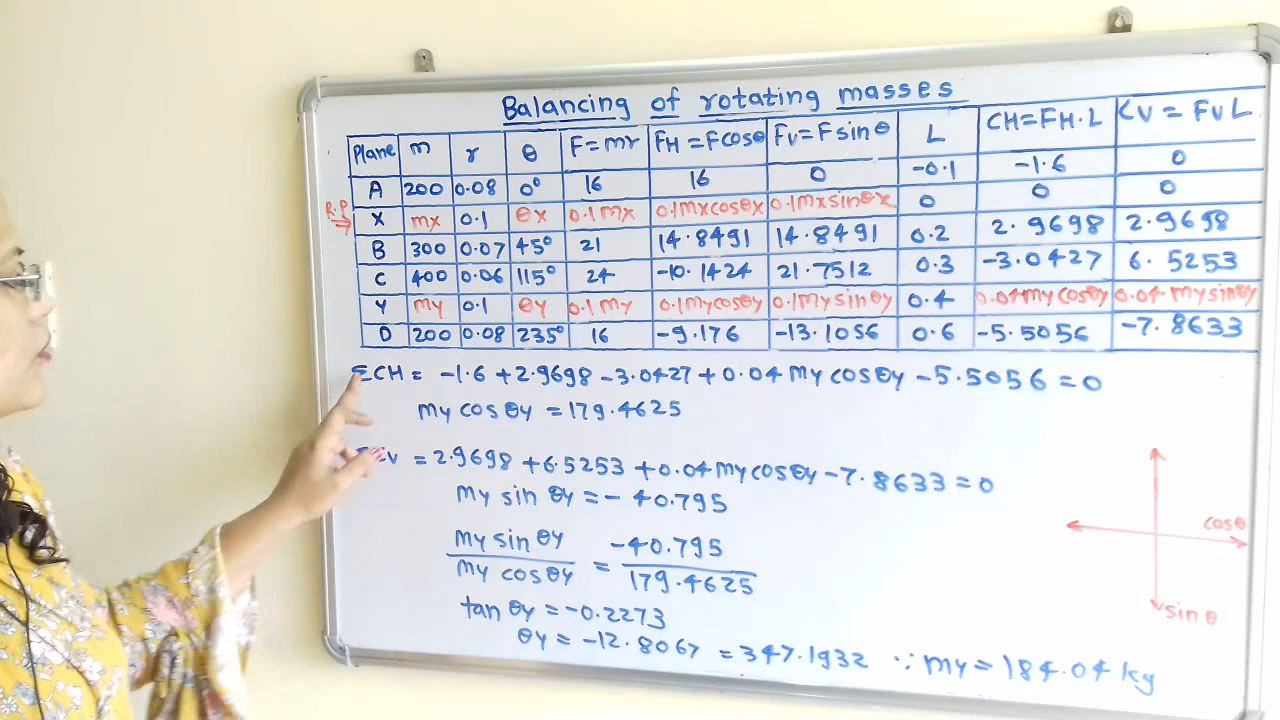 Balancing of rotating masses
Plane m r θ F=mr FH=Fcosθ Fv=Fsinθ L CH=FH.L Cv = FvL
A 200 0.08 0° 16 16 0 -0.1 -1.6 0
R.P X mx 0.1 θx 0.1mx 0.1mxcosθx 0.1mxsinθx 0 0 0
B 300 0.07 45° 21 14.8491 14.8491 0.2 2.9698 2.9698
C 400 0.06 115° 24 -10.1424 21.7512 0.3 -3.0427 6.5253
Y my 0.1 θy 0.1my 0.1mycosθy 0.1mysinθy 0.4 0.04mycosθy 0.04mysinθy
D 200 0.08 235° 16 -9.176 -13.1056 0.6 -5.5056 -7.8633
ΣCH = -1.6 + 2.9698 - 3.0427 + 0.04 my cosθy - 5.5056 = 0
my cos θy = 179.4625
= 2.9698 + 6.5253 + 0.04 my cosθy - 7.8633 = 0
my sin θy = - 40.795
my sin θy / my cos θy = -40.795 / 179.4625
tan θy = -0.2273
θy = -12.8067 = 347.1932 ∵ my = 184.04 kg
cosθ
sin θ